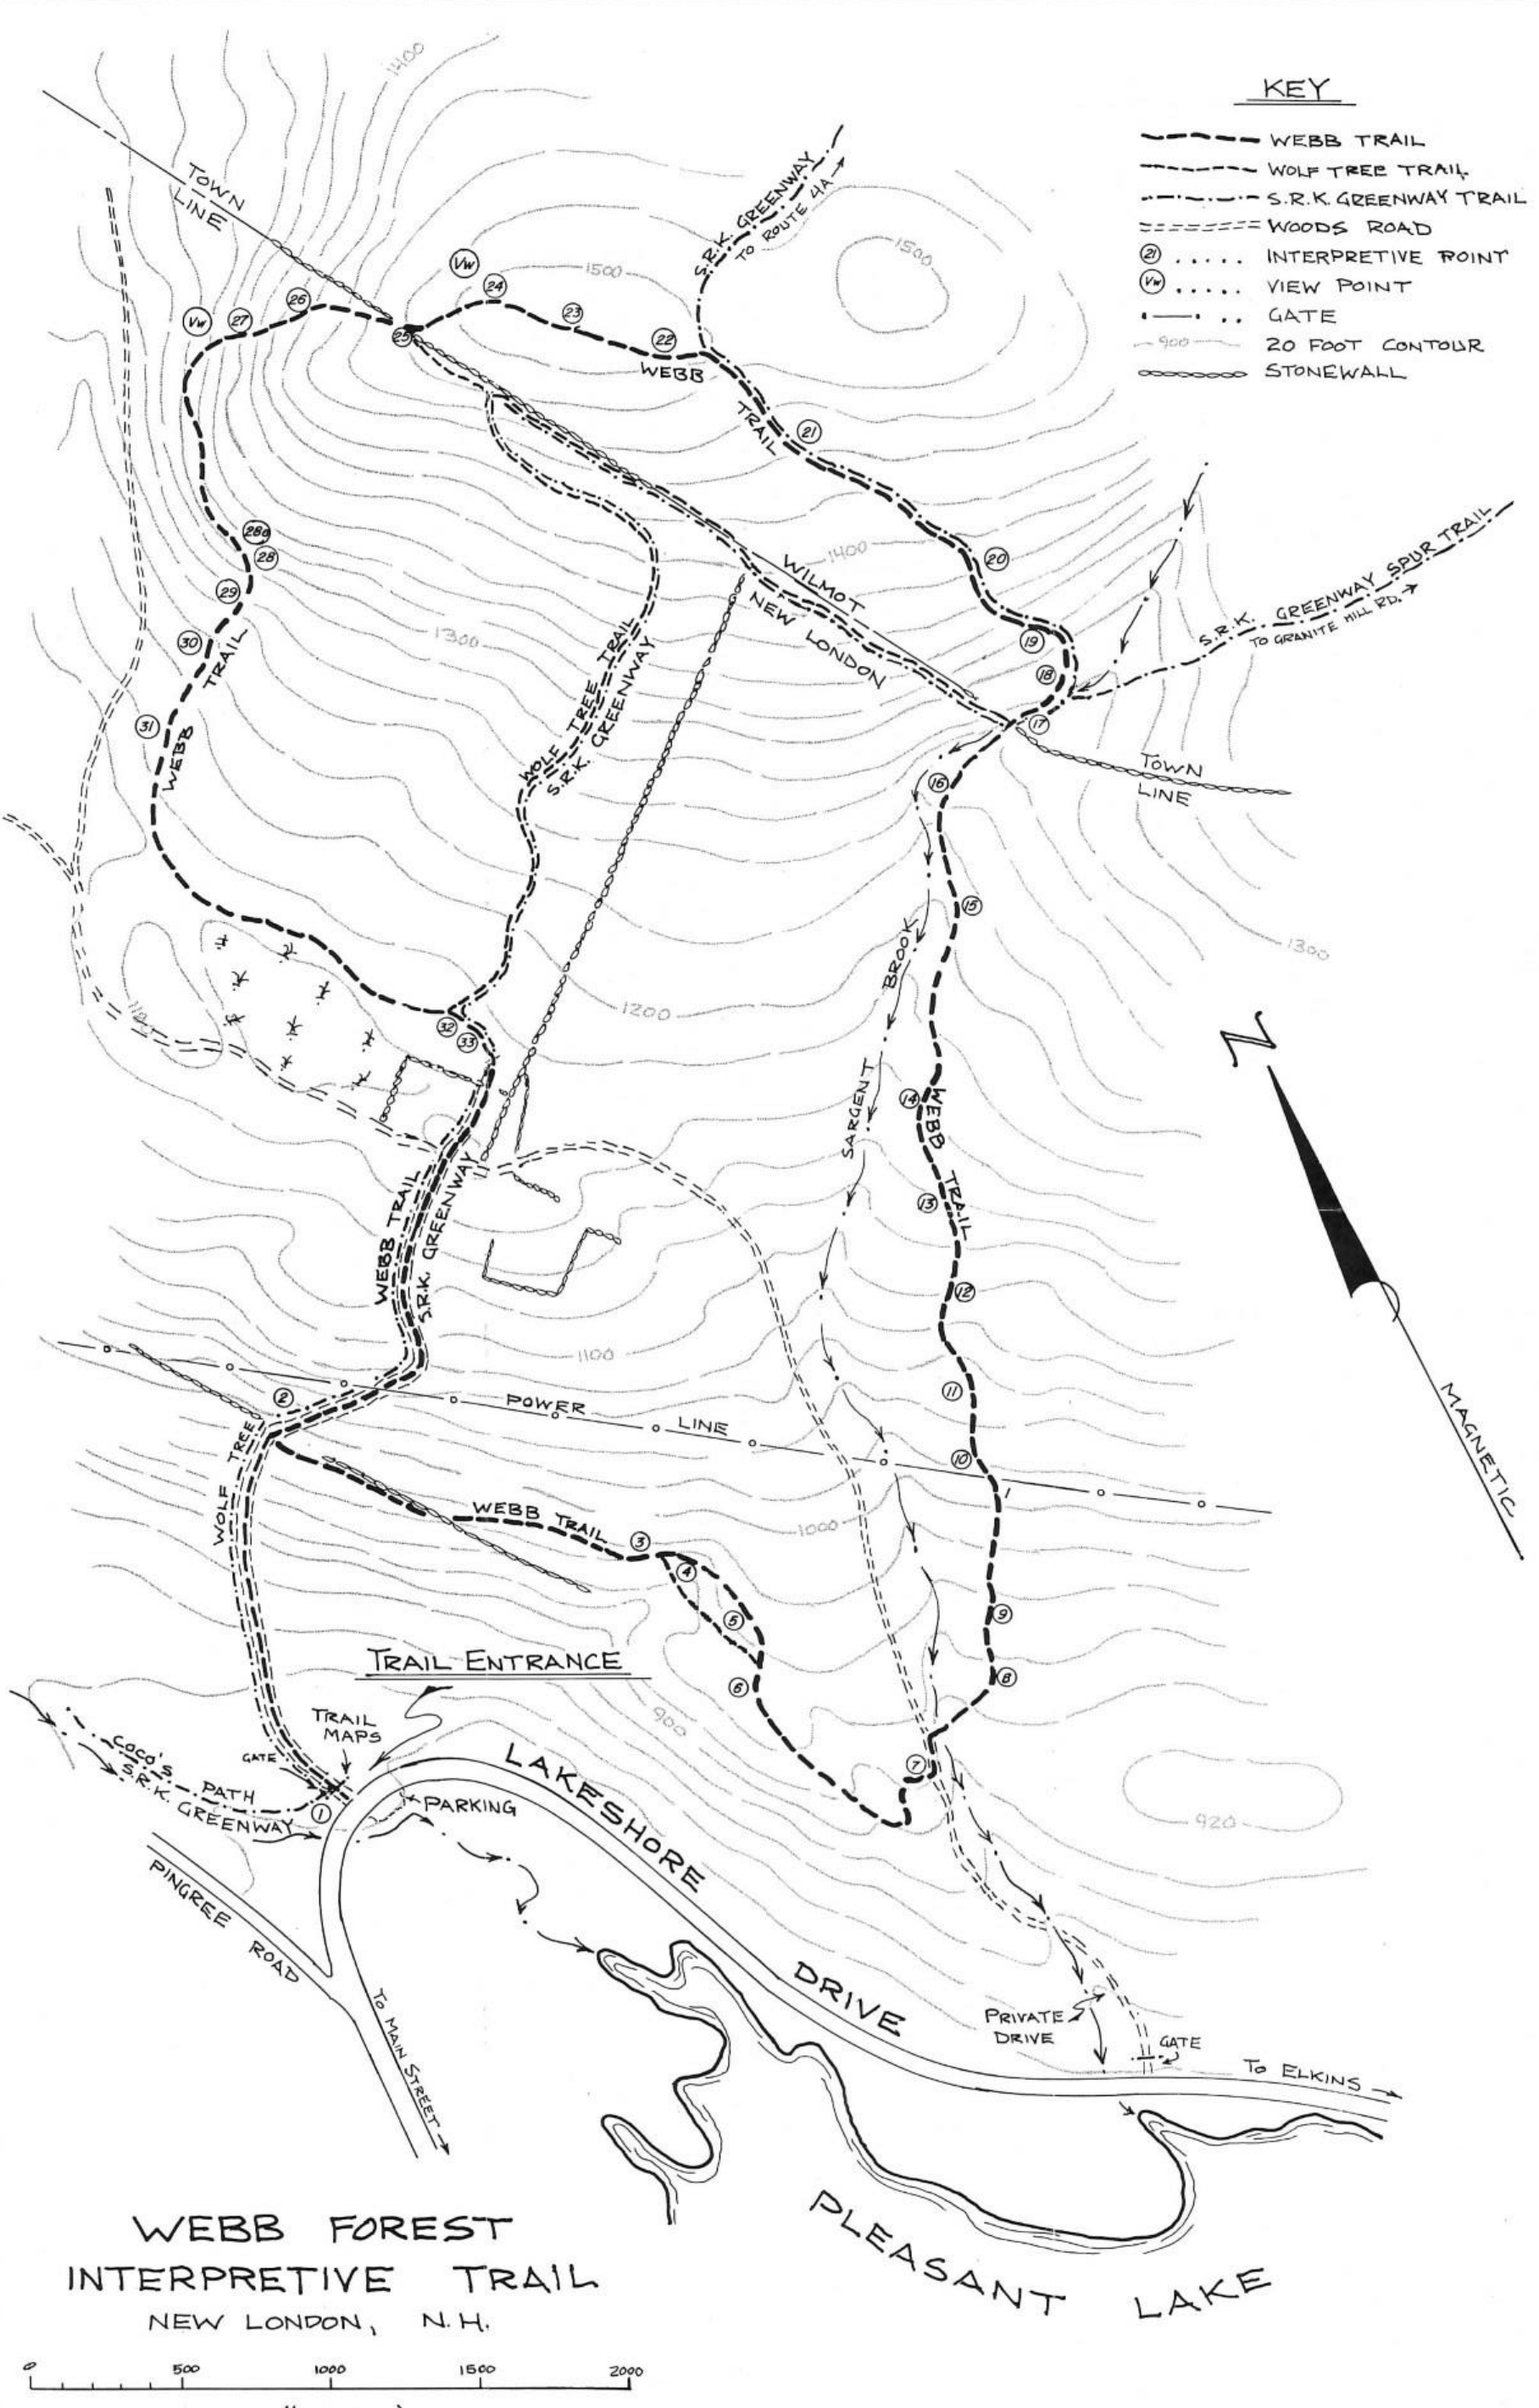 KEY
WEBB TRAIL
WOLF TREE TRAIL
S.R.K. GREENWAY TRAIL
WOODS ROAD
21 ..... INTERPRETIVE POINT
Vw ..... VIEW POINT
GATE
900 20 FOOT CONTOUR
STONEWALL
1400
TOWN
LINE
S.R.K. GREENWAY
TO ROUTE 4A
1500
1500
Vw
24
23
22
26
Vw
27
25
WEBB
TRAIL
21
28a
28
29
30
31
WEBB TRAIL
1300
1400
20
WILMOT
NEW LONDON
19
18
17
S.R.K. GREENWAY SPUR TRAIL
TO GRANITE HILL RD.
WOLF TREE TRAIL
S.R.K. GREENWAY
16
TOWN
LINE
15
1300
1200
32
33
SARGENT BROOK
14
WEBB TRAIL
13
12
N
MAGNETIC
WEBB TRAIL
S.R.K. GREENWAY
1100
2
POWER LINE
11
10
WOLF TREE
WEBB TRAIL
3
4
5
6
1000
9
8
7
TRAIL ENTRANCE
TRAIL
MAPS
GATE
900
Coco's PATH
S.R.K. GREENWAY
1
PARKING
LAKESHORE DRIVE
920
PINGREE ROAD
TO MAIN STREET
PRIVATE
DRIVE
GATE
TO ELKINS
PLEASANT LAKE
WEBB FOREST
INTERPRETIVE TRAIL
NEW LONDON, N.H.
0 500 1000 1500 2000